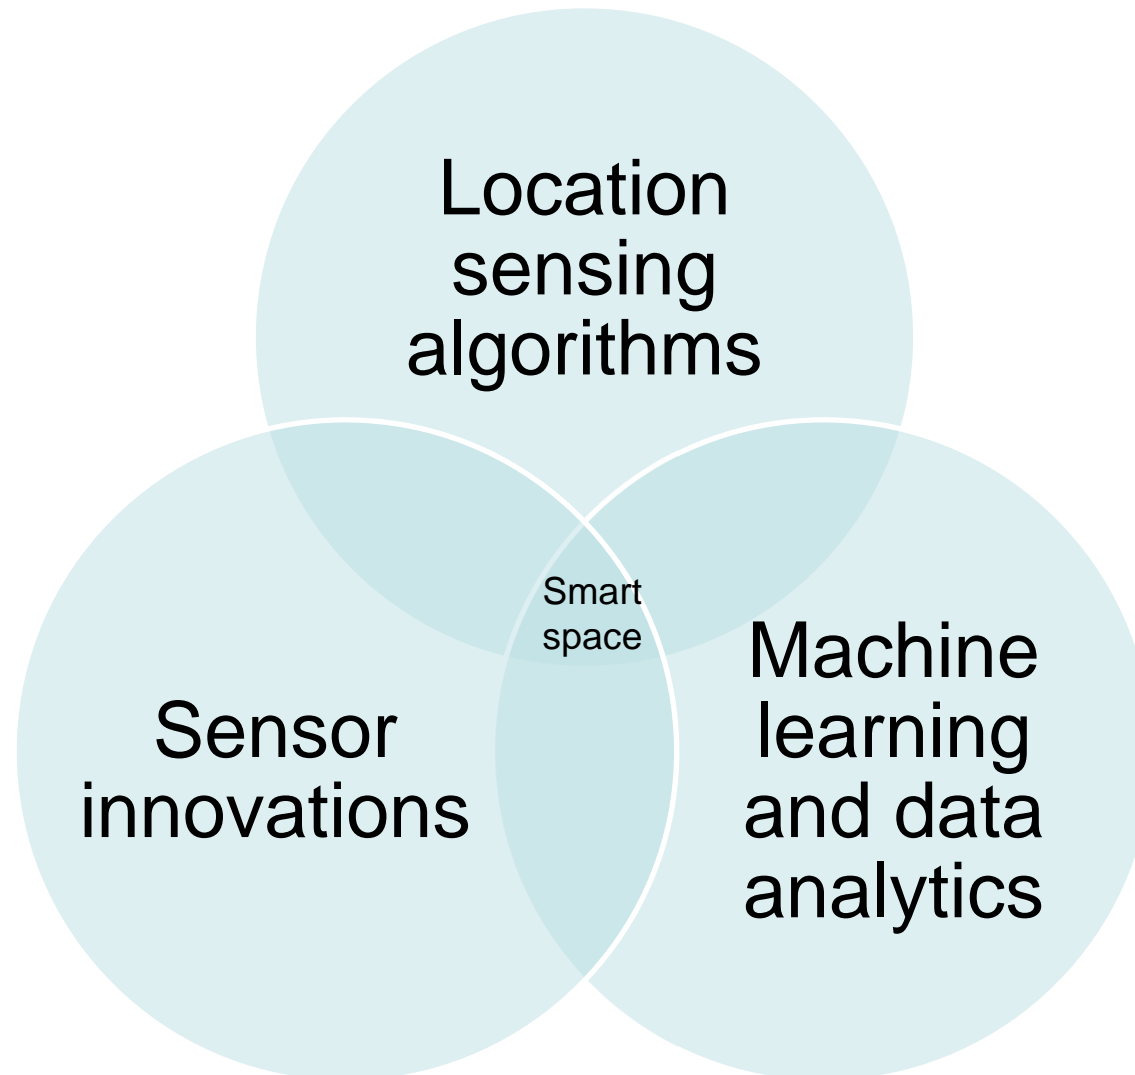 Location
sensing
algorithms
Smart
space
Sensor
innovations
Machine
learning
and data
analytics